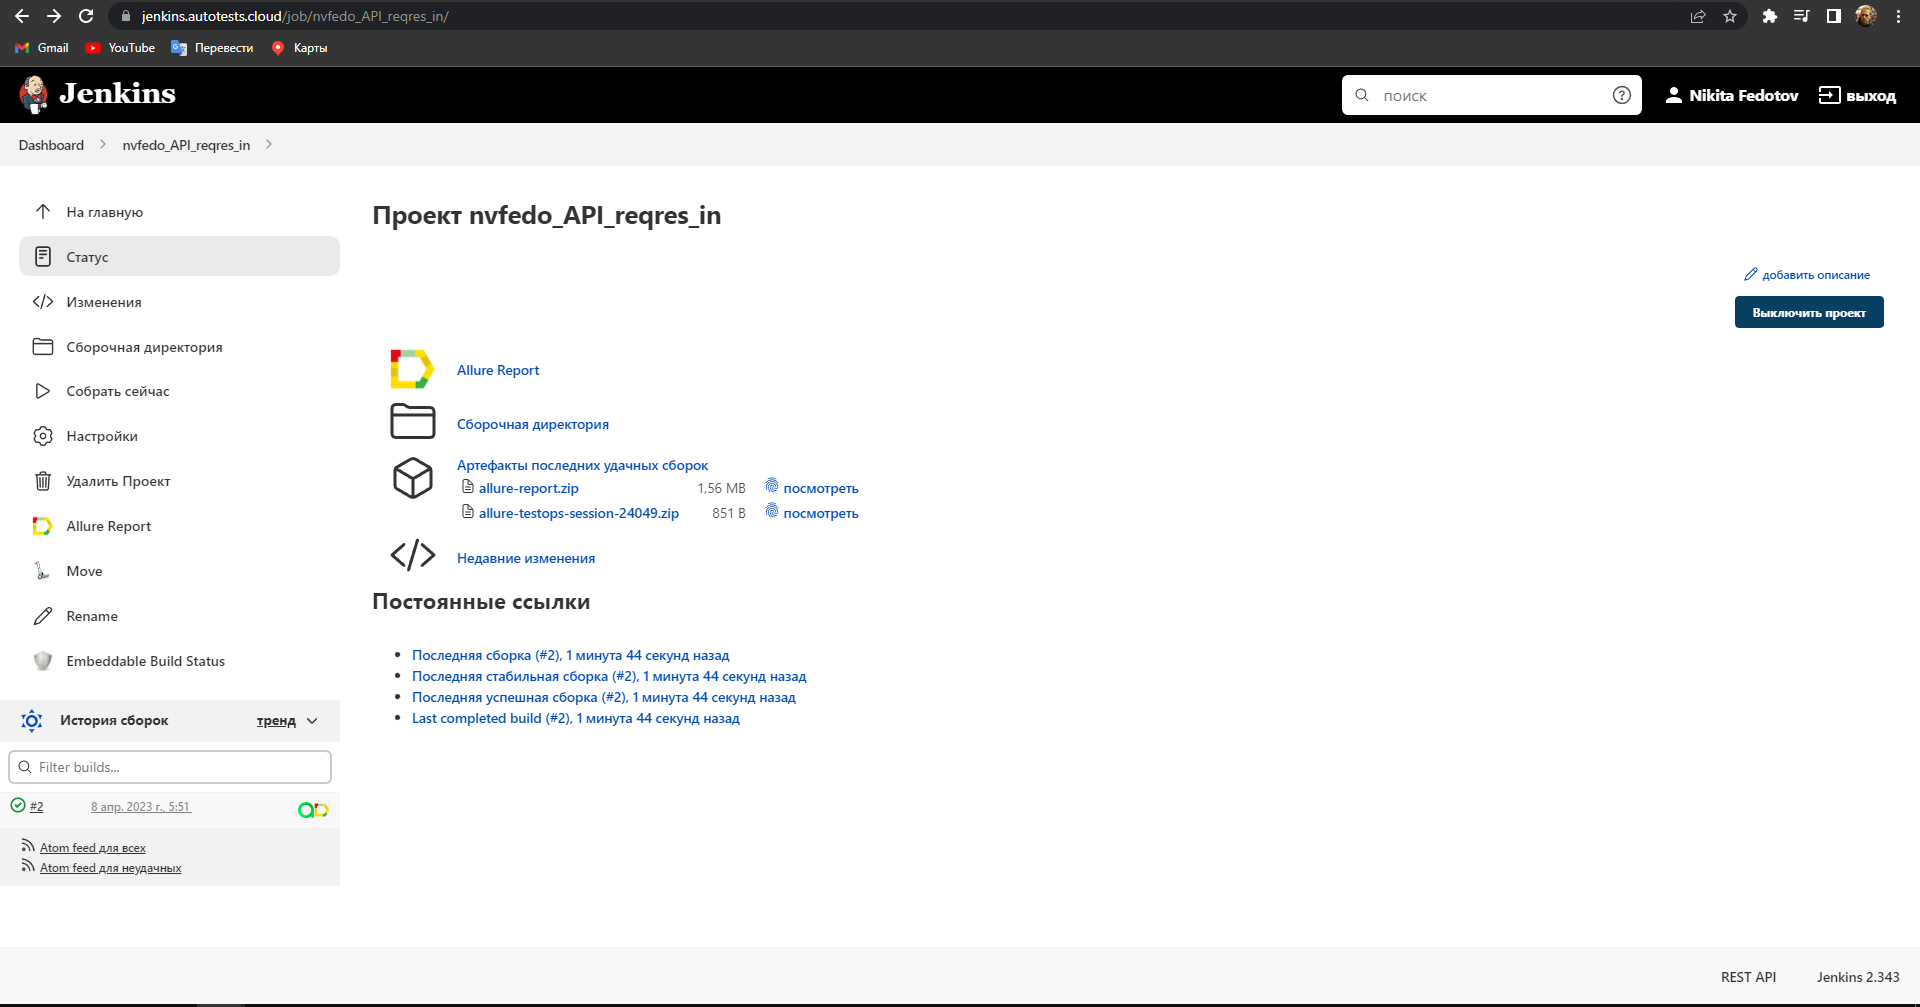 jenkins.autotests.cloud/job/nvfedo_API_reqres_in/
Gmail YouTube Перевести Карты
Jenkins
поиск
Nikita Fedotov
выход
Dashboard nvfedo_API_reqres_in
На главную
Статус
Изменения
Сборочная директория
Собрать сейчас
Настройки
Удалить Проект
Allure Report
Move
Rename
Embeddable Build Status
История сборок тренд
Filter builds...
#2 8 апр. 2023 г., 5:51
Atom feed для всех
Atom feed для неудачных
Проект nvfedo_API_reqres_in
добавить описание
Выключить проект
Allure Report
Сборочная директория
Артефакты последних удачных сборок
allure-report.zip 1,56 MB посмотреть
allure-testops-session-24049.zip 851 B посмотреть
Недавние изменения
Постоянные ссылки
Последняя сборка (#2), 1 минута 44 секунд назад
Последняя стабильная сборка (#2), 1 минута 44 секунд назад
Последняя успешная сборка (#2), 1 минута 44 секунд назад
Last completed build (#2), 1 минута 44 секунд назад
REST API Jenkins 2.343